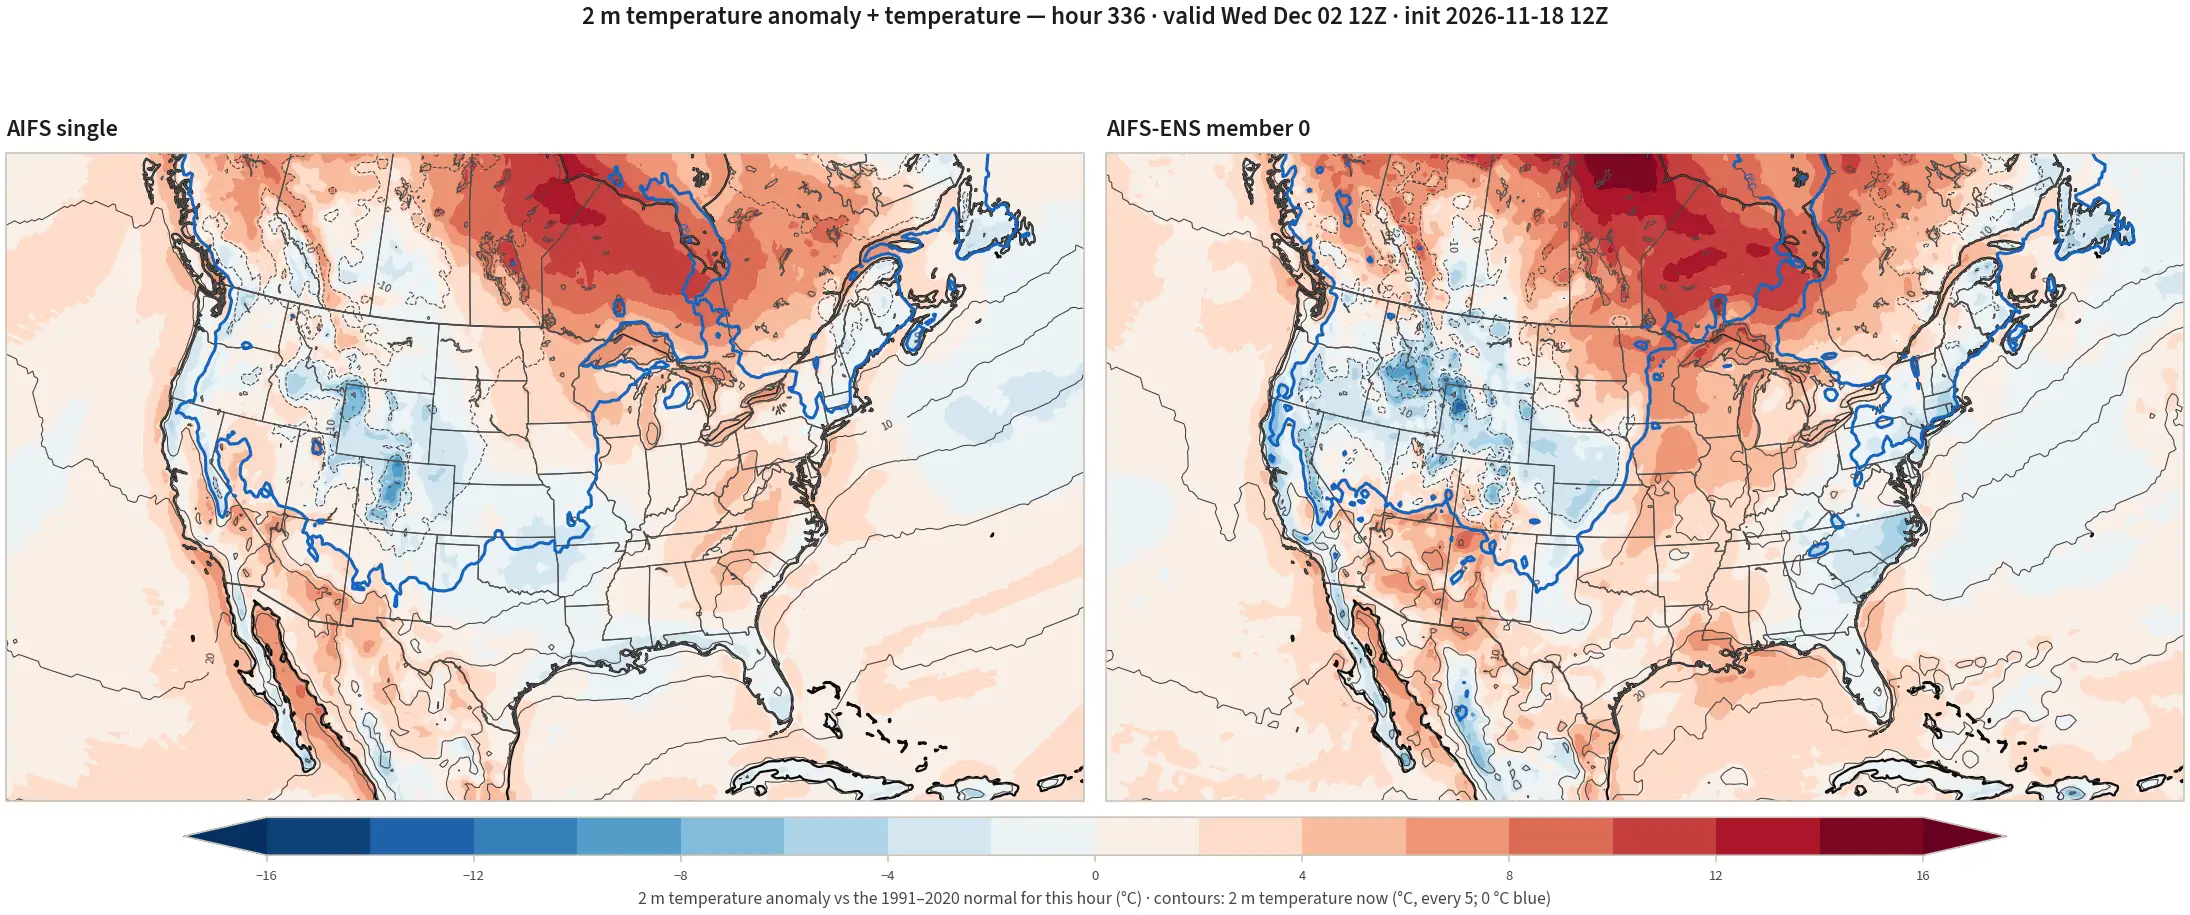 2 m temperature anomaly + temperature — hour 336 · valid Wed Dec 02 12Z · init 2026-11-18 12Z
AIFS single
AIFS-ENS member 0
−16
−12
−8
−4
0
4
8
12
16
2 m temperature anomaly vs the 1991–2020 normal for this hour (°C) · contours: 2 m temperature now (°C, every 5; 0 °C blue)